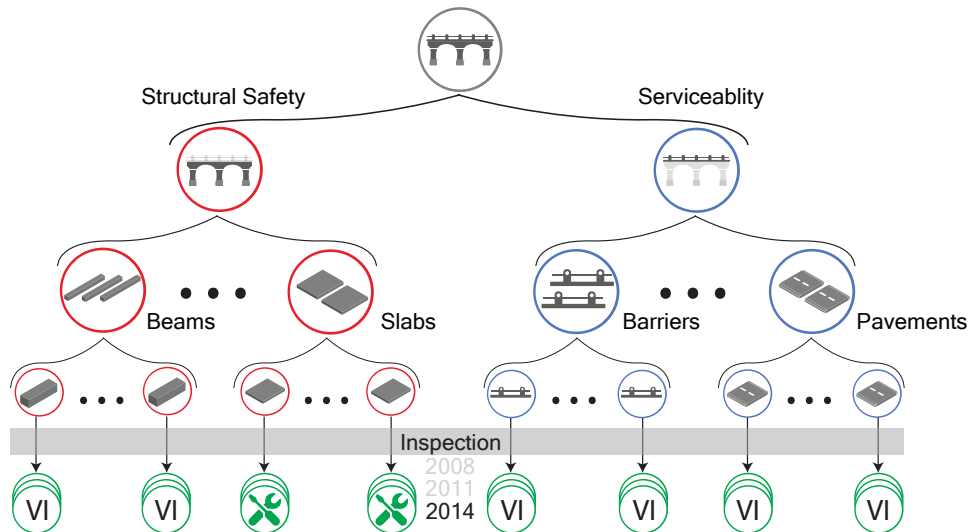 Structural Safety
Serviceablity
Beams
Slabs
Barriers
Pavements
Inspection
2008
2011
2014
VI
VI
VI
VI
VI
VI